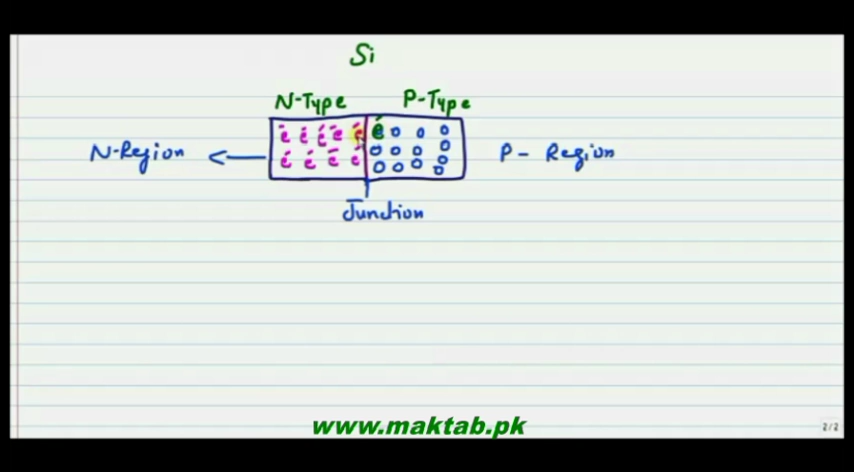 Si
N-Type P-Type
ē ē ē ē ē é o o o
N-Region ē ē ē ē o o o o P- Region
o o o o
Junction
www.maktab.pk
2/2